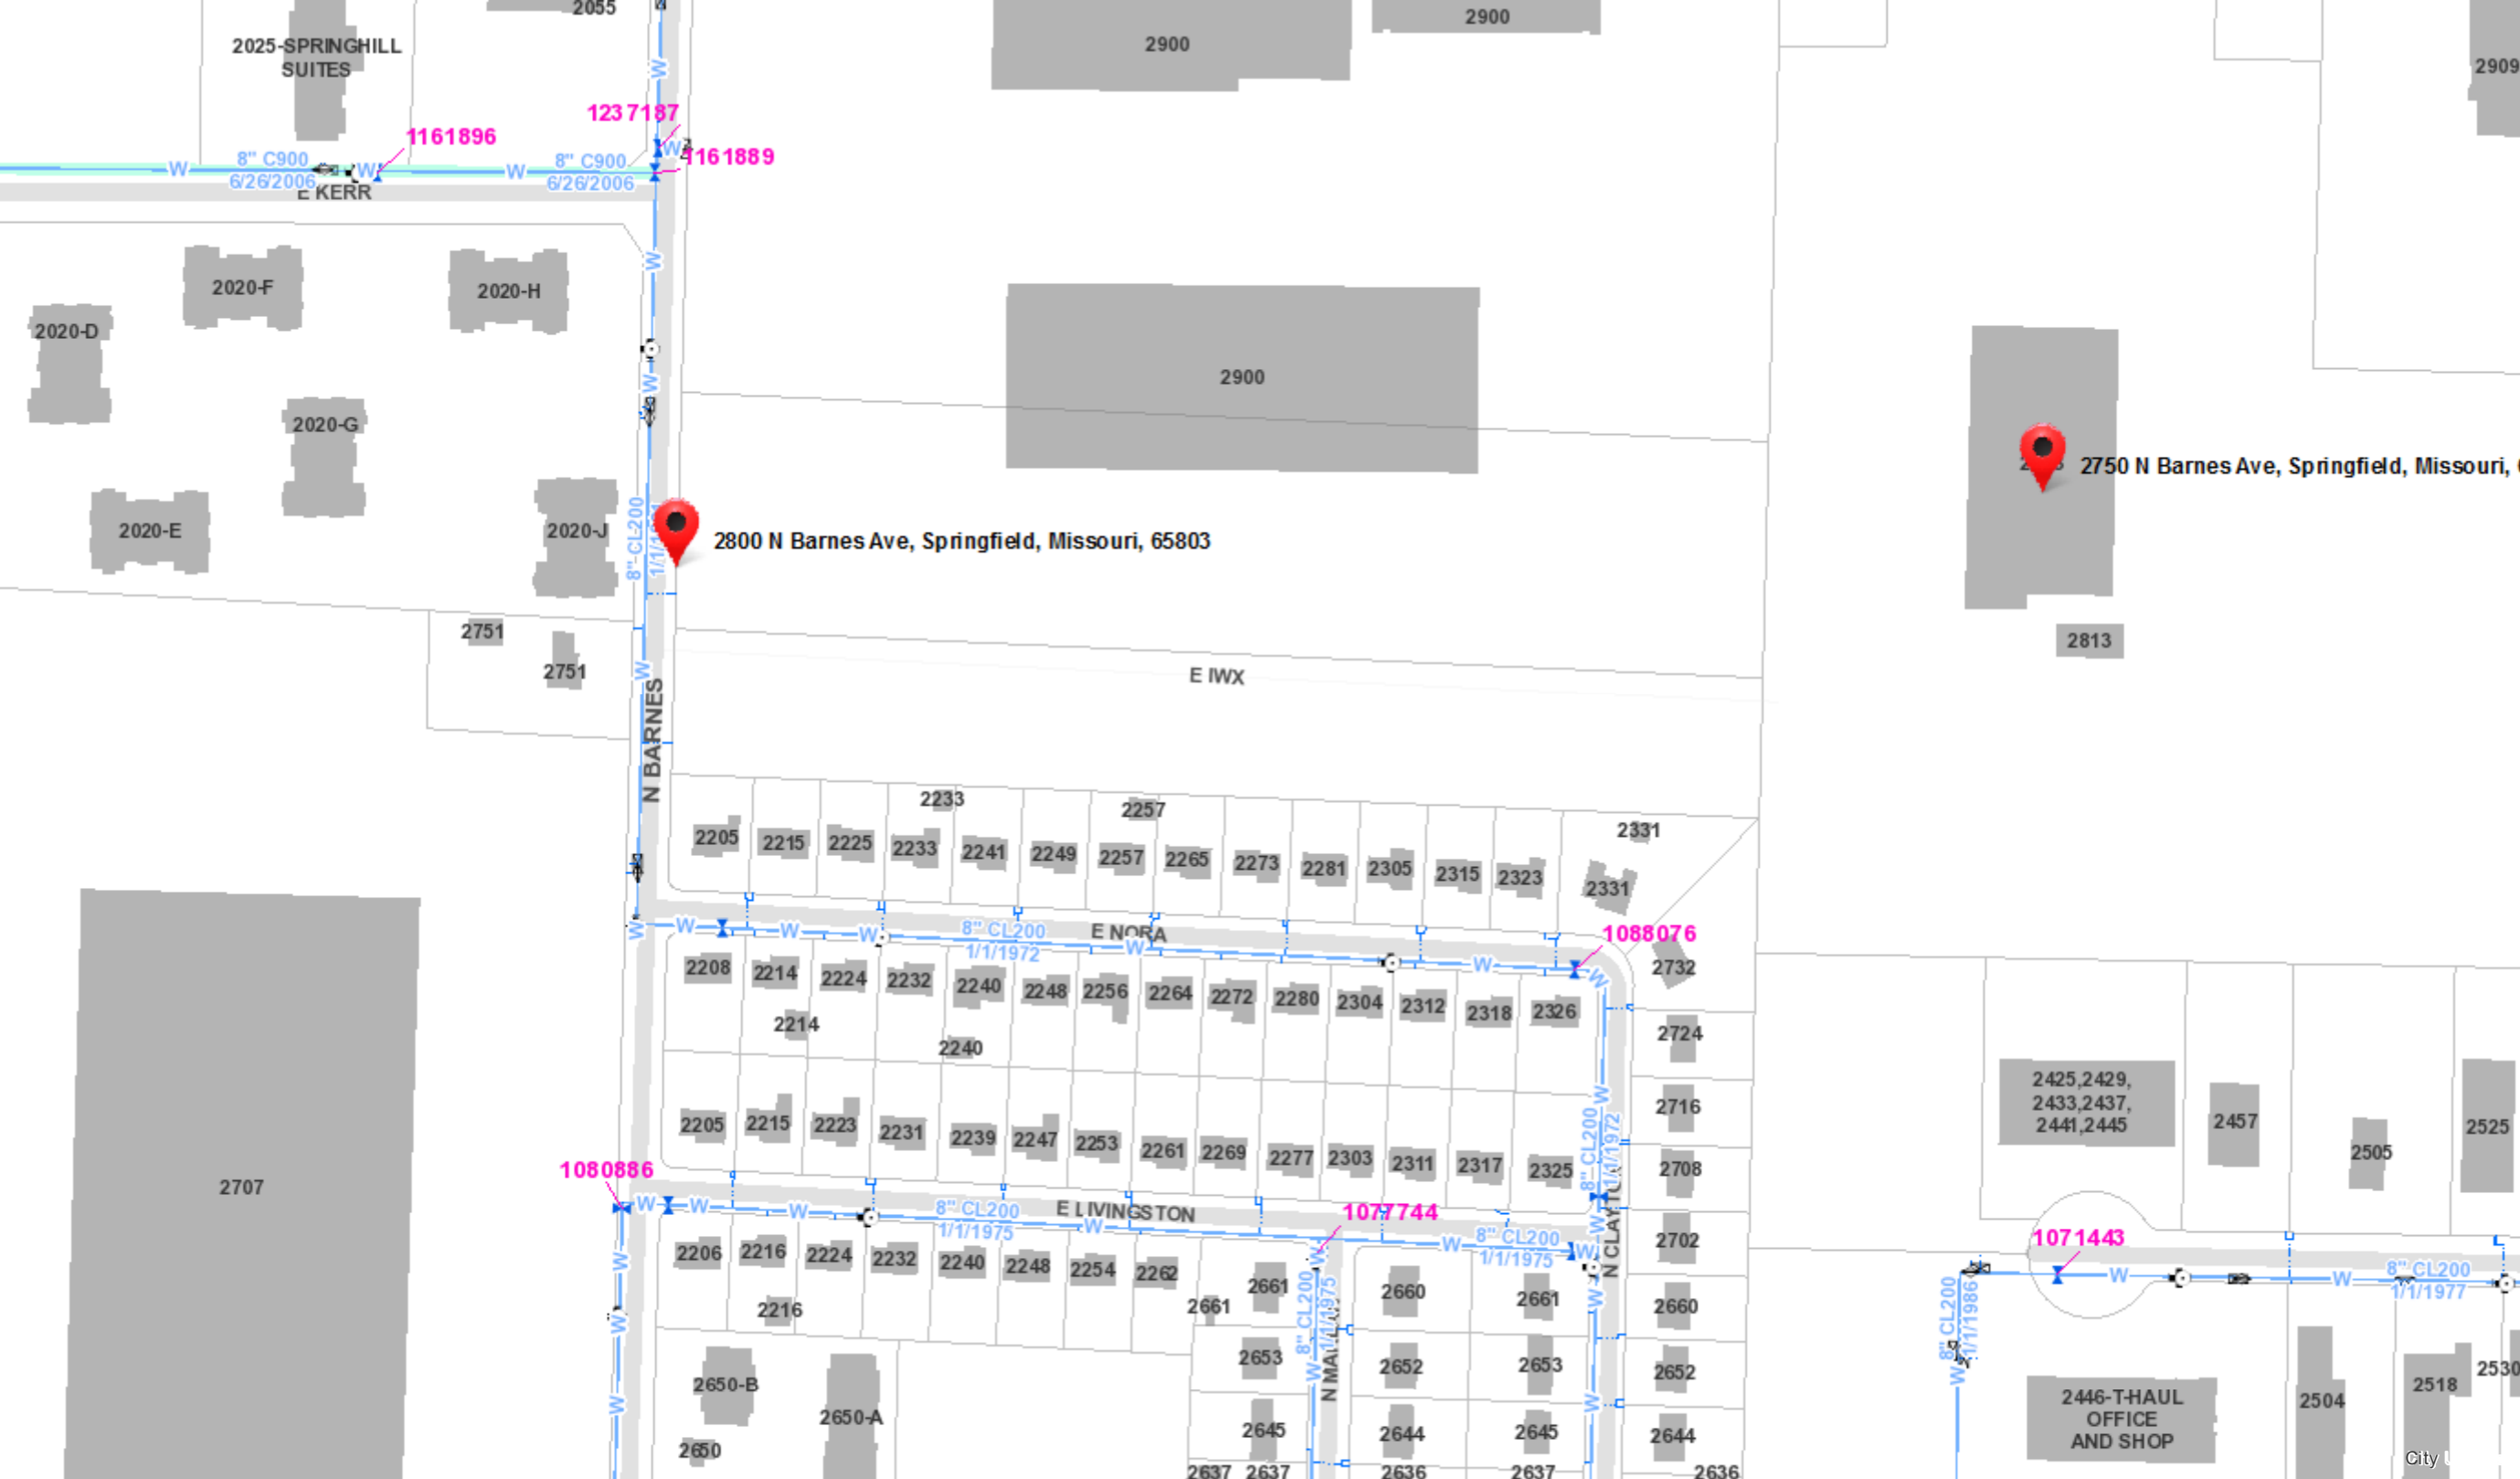 2055
2025-SPRINGHILL
SUITES
2900
2900
2909
1237187
1161896
1161889
W
W
8" C900
6/26/2006
W
W
W
8" C900
6/26/2006
W
E KERR
W
2020-F
2020-H
2020-D
2020-G
2020-E
2020-J
W
2900
2750 N Barnes Ave, Springfield, Missouri,
8" CL200
2800 N Barnes Ave, Springfield, Missouri, 65803
2751
2751
W
2813
E IWX
N BARNES
2233
2257
2331
2205
2215
2225
2233
2241
2249
2257
2265
2273
2281
2305
2315
2323
2331
W
W
W
W
8" CL200
1/1/1972
E NORA
W
W
1088076
W
2732
2208
2214
2224
2232
2240
2248
2256
2264
2272
2280
2304
2312
2318
2326
2214
2240
2724
W
2716
8" CL200
1/1/1972
2205
2215
2223
2231
2239
2247
2253
2261
2269
2277
2303
2311
2317
2325
2708
2425,2429,
2433,2437,
2441,2445
2457
2505
2525
2707
1080886
W
W
W
8" CL200
1/1/1975
E LIVINGSTON
W
1077744
W
8" CL200
1/1/1975
W
W
2702
1071443
2206
2216
2224
2232
2240
2248
2254
2262
2216
W
W
W
W
2661
2661
2660
2661
2660
8" CL200
1/1/1975
W
W
W
8" CL200
1/1/1986
W
W
W
8" CL200
1/1/1977
2653
2652
2653
2652
2650-B
2650-A
2650
2645
2644
2645
2644
2637
2637
2636
2637
2636
2446-T-HAUL
OFFICE
AND SHOP
2504
2518
2530
City